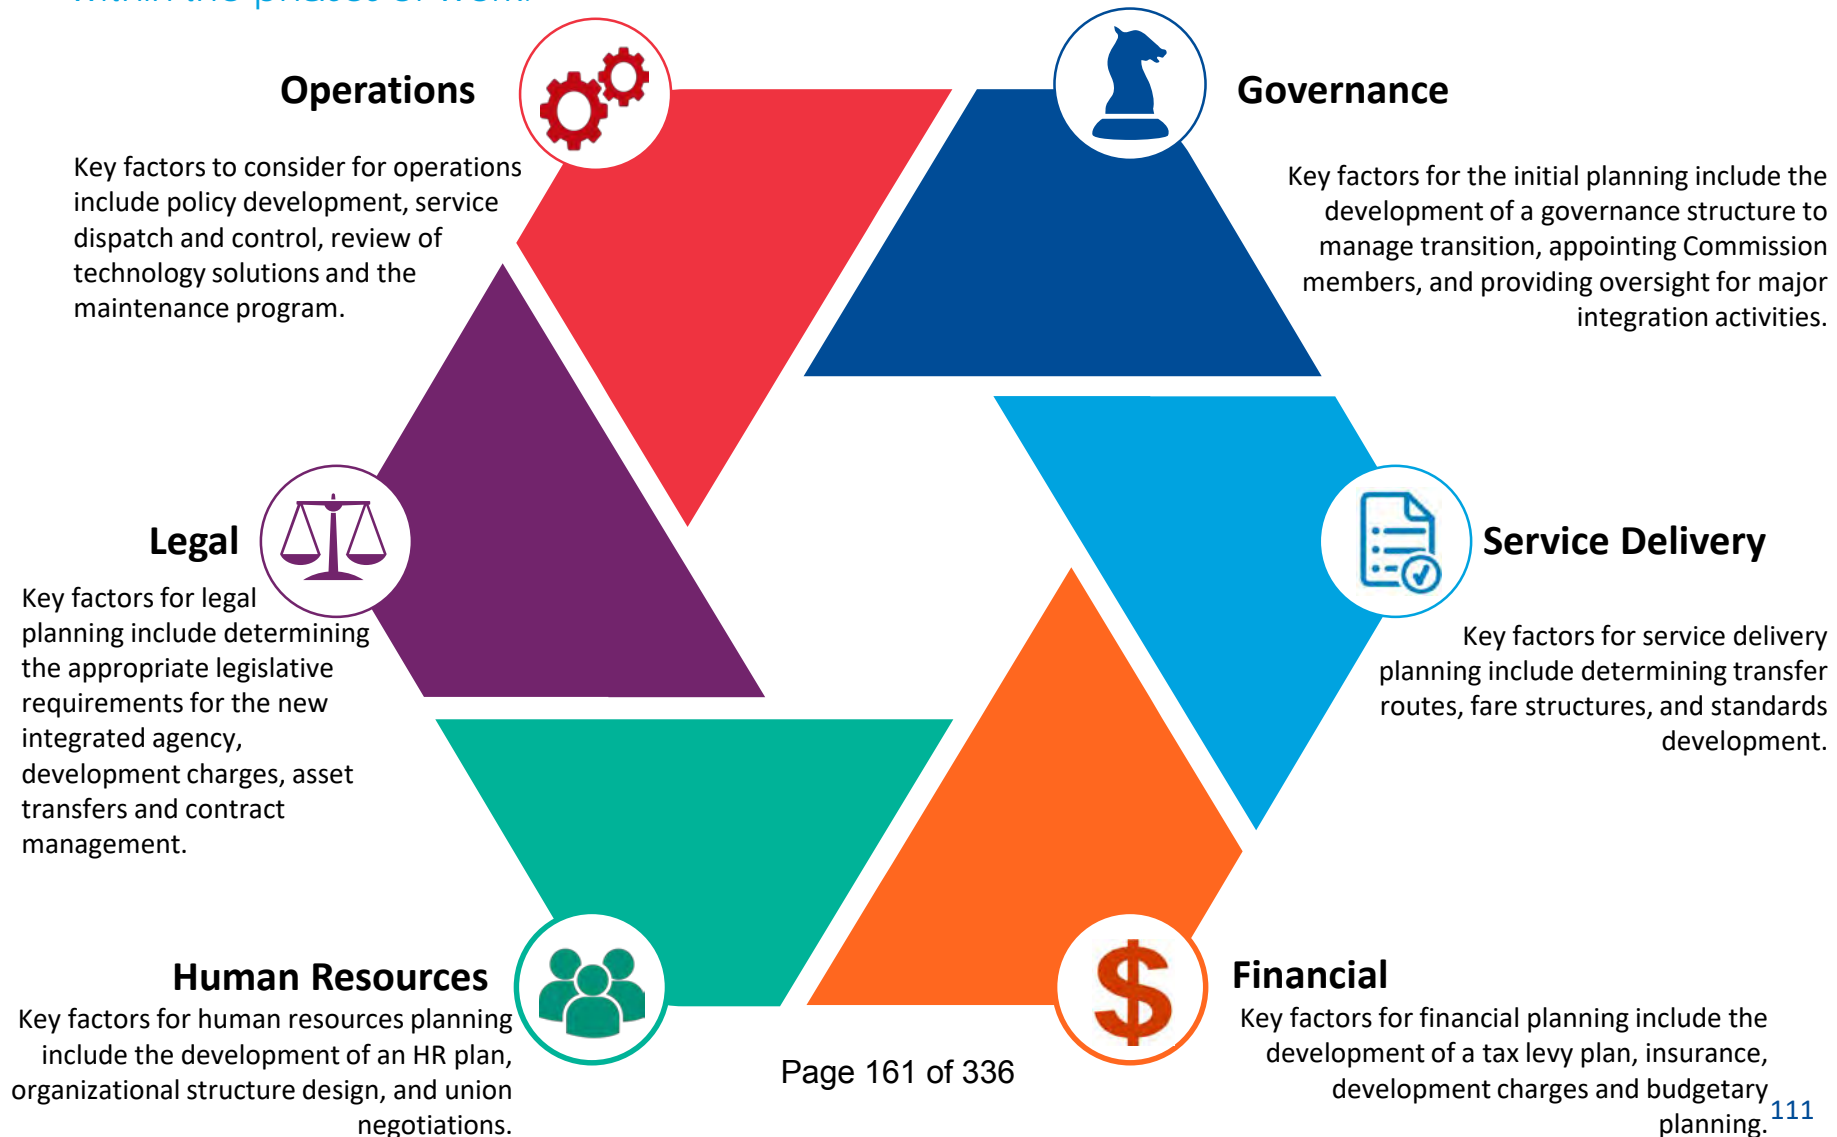 within the phases of work.
Operations
Key factors to consider for operations
include policy development, service
dispatch and control, review of
technology solutions and the
maintenance program.
Governance
Key factors for the initial planning include the
development of a governance structure to
manage transition, appointing Commission
members, and providing oversight for major
integration activities.
Legal
Key factors for legal
planning include determining
the appropriate legislative
requirements for the new
integrated agency,
development charges, asset
transfers and contract
management.
Service Delivery
Key factors for service delivery
planning include determining transfer
routes, fare structures, and standards
development.
Human Resources
Key factors for human resources planning
include the development of an HR plan,
organizational structure design, and union
negotiations.
Financial
$
Key factors for financial planning include the
development of a tax levy plan, insurance,
development charges and budgetary
planning.
Page 161 of 336
111